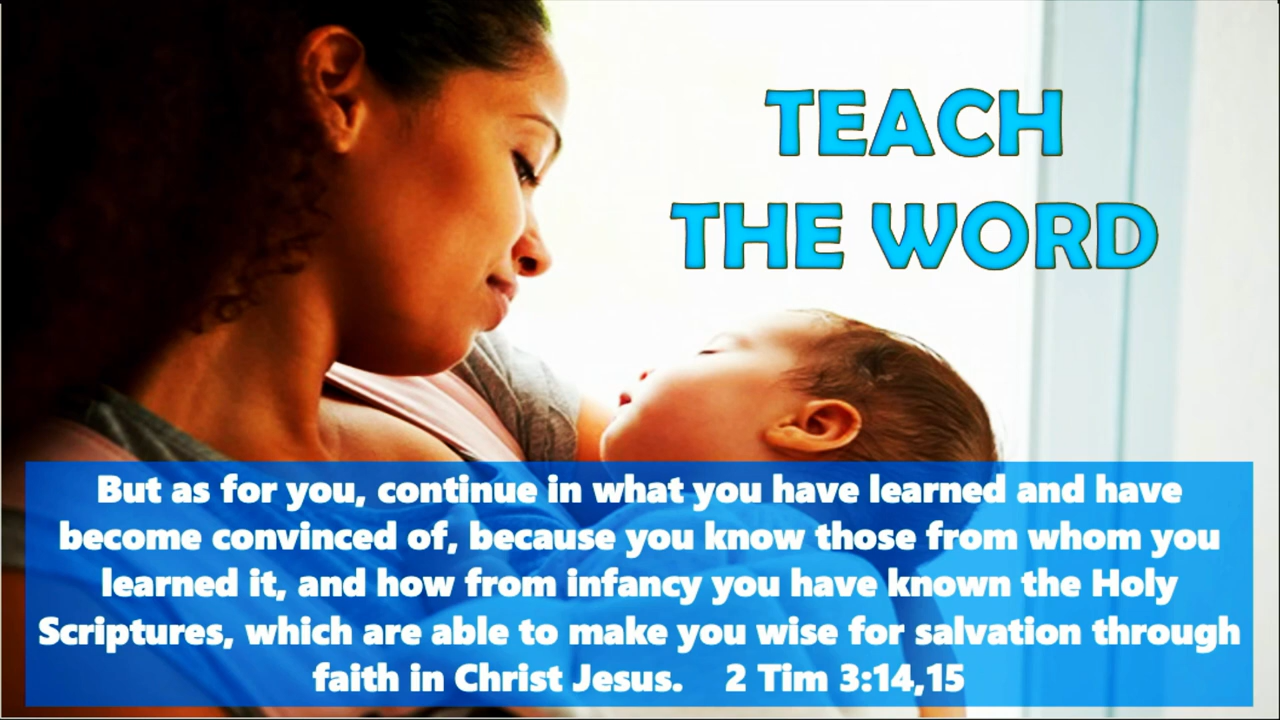 TEACH
THE WORD
But as for you, continue in what you have learned and have
become convinced of, because you know those from whom you
learned it, and how from infancy you have known the Holy
Scriptures, which are able to make you wise for salvation through
faith in Christ Jesus. 2 Tim 3:14,15